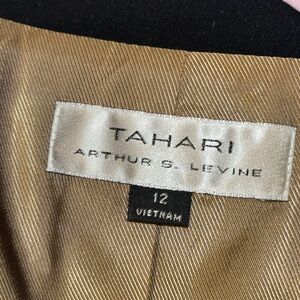 TAHARI
ARTHUR S. LEVINE
12
VIETNAM